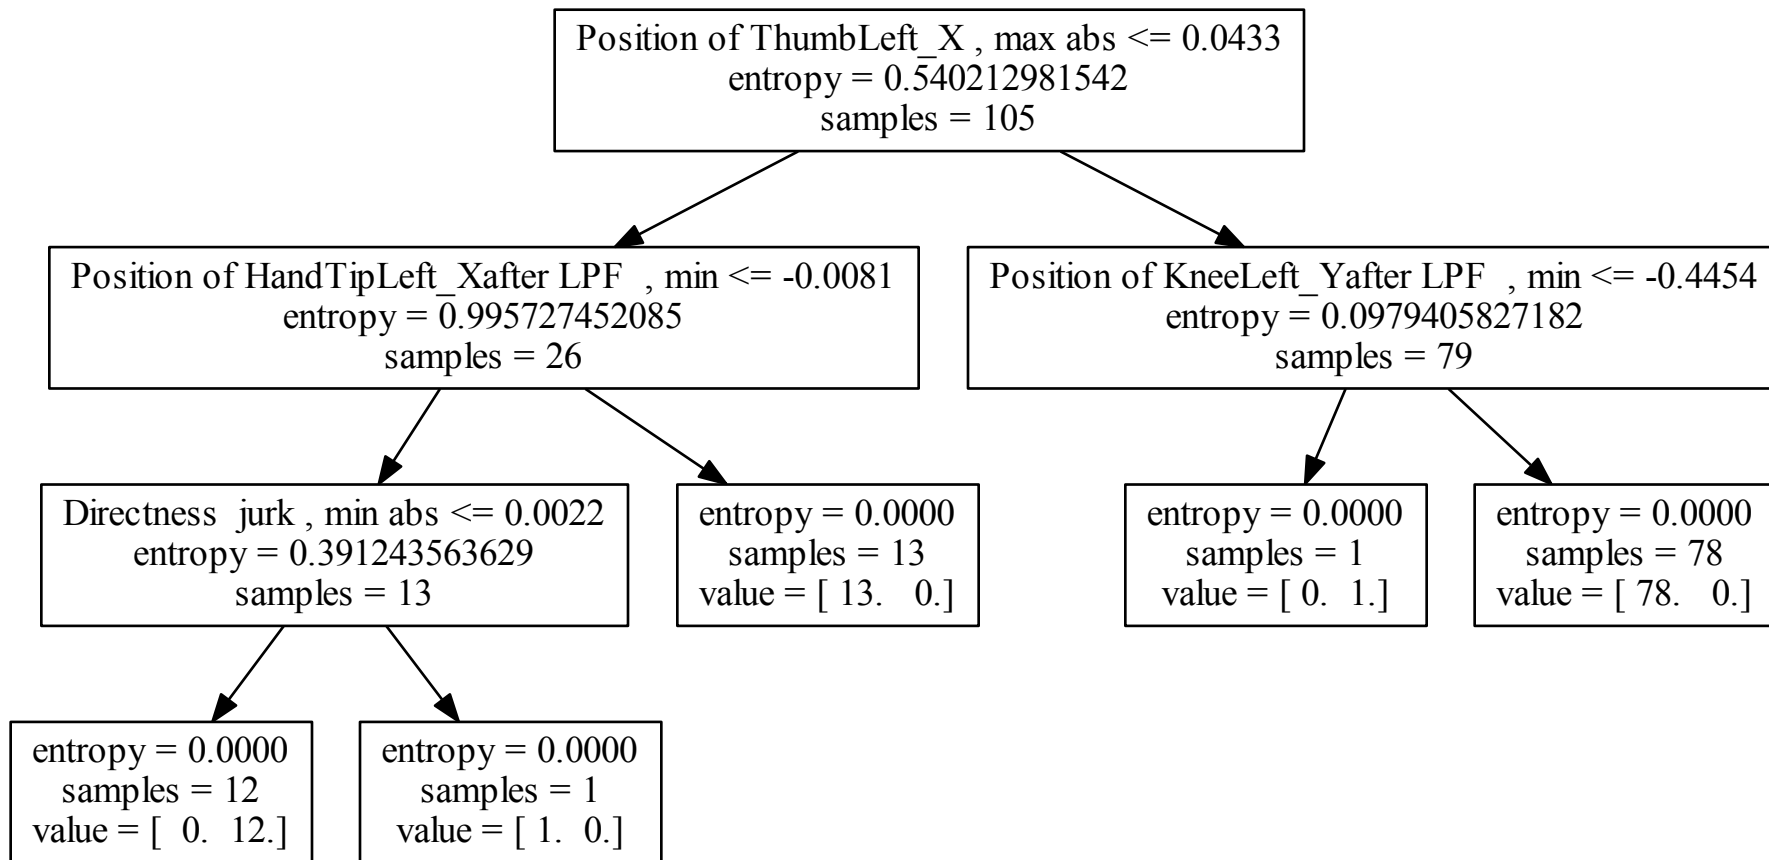 Position of ThumbLeft_X , max abs <= 0.0433
entropy = 0.540212981542
samples = 105
Position of HandTipLeft_Xafter LPF , min <= -0.0081
entropy = 0.995727452085
samples = 26
Position of KneeLeft_Yafter LPF , min <= -0.4454
entropy = 0.0979405827182
samples = 79
Directness jurk , min abs <= 0.0022
entropy = 0.391243563629
samples = 13
entropy = 0.0000
samples = 13
value = [ 13. 0.]
entropy = 0.0000
samples = 1
value = [ 0. 1.]
entropy = 0.0000
samples = 78
value = [ 78. 0.]
entropy = 0.0000
samples = 12
value = [ 0. 12.]
entropy = 0.0000
samples = 1
value = [ 1. 0.]